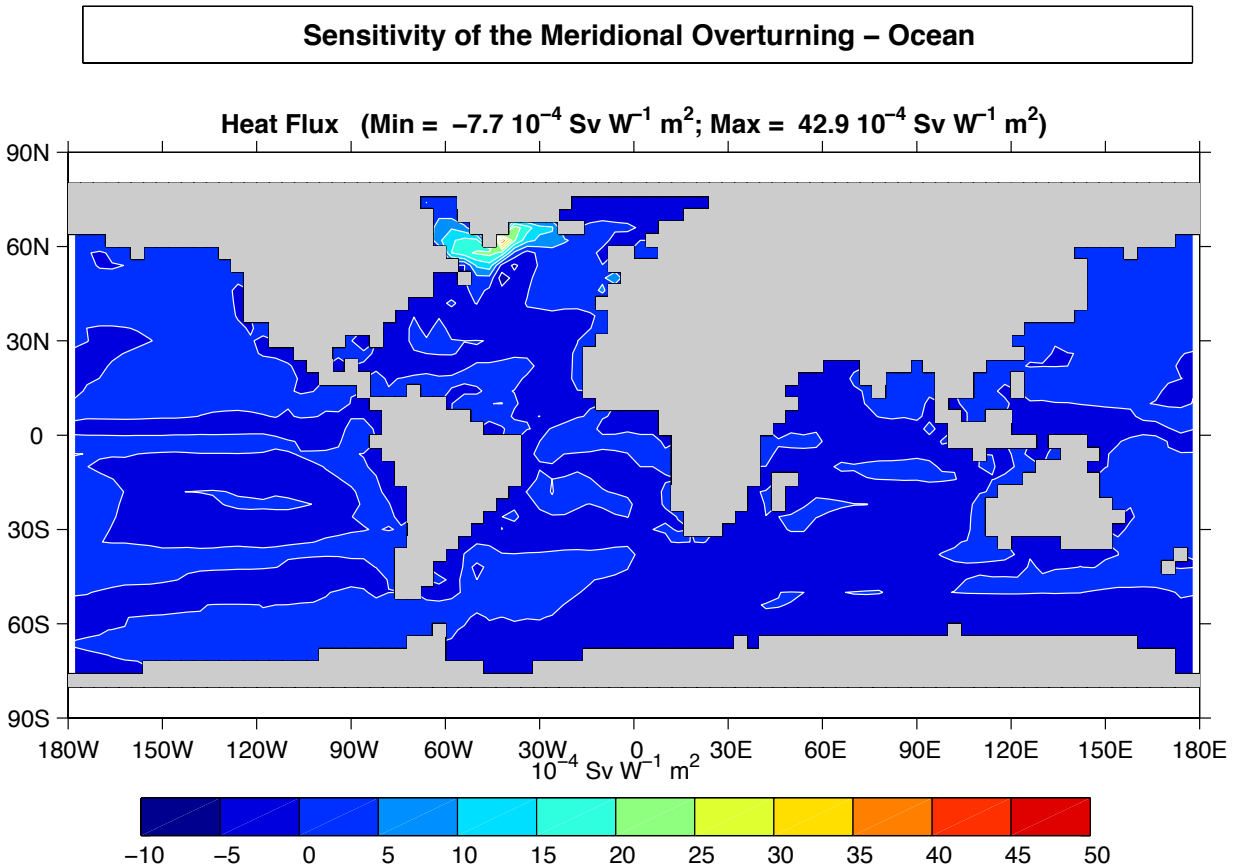 Sensitivity of the Meridional Overturning – Ocean
Heat Flux (Min = −7.7 10⁻⁴ Sv W⁻¹ m²; Max = 42.9 10⁻⁴ Sv W⁻¹ m²)
90N
60N
30N
0
30S
60S
90S
180W 150W 120W 90W 60W 30W 0 30E 60E 90E 120E 150E 180E
10⁻⁴ Sv W⁻¹ m²
−10 −5 0 5 10 15 20 25 30 35 40 45 50